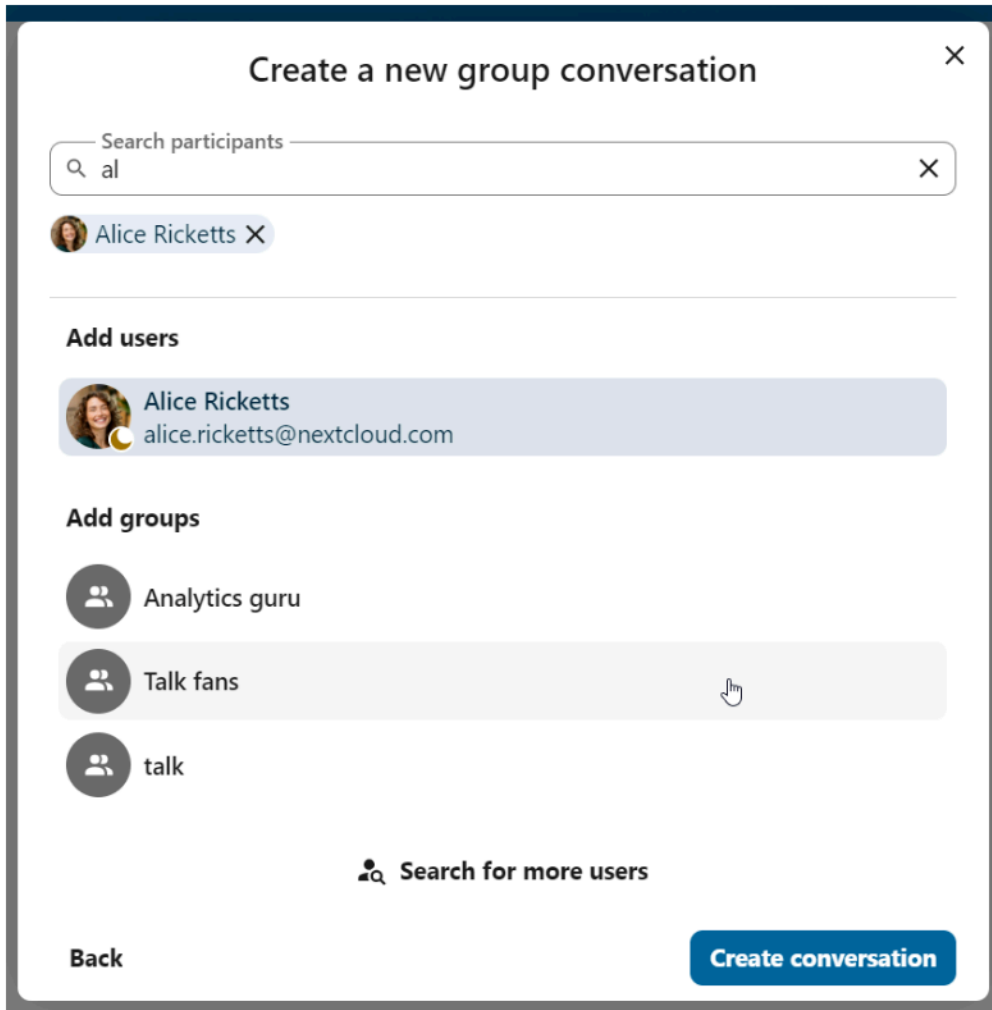 Create a new group conversation
Search participants
al
Alice Ricketts
Add users
Alice Ricketts
alice.ricketts@nextcloud.com
Add groups
Analytics guru
Talk fans
talk
Search for more users
Back
Create conversation